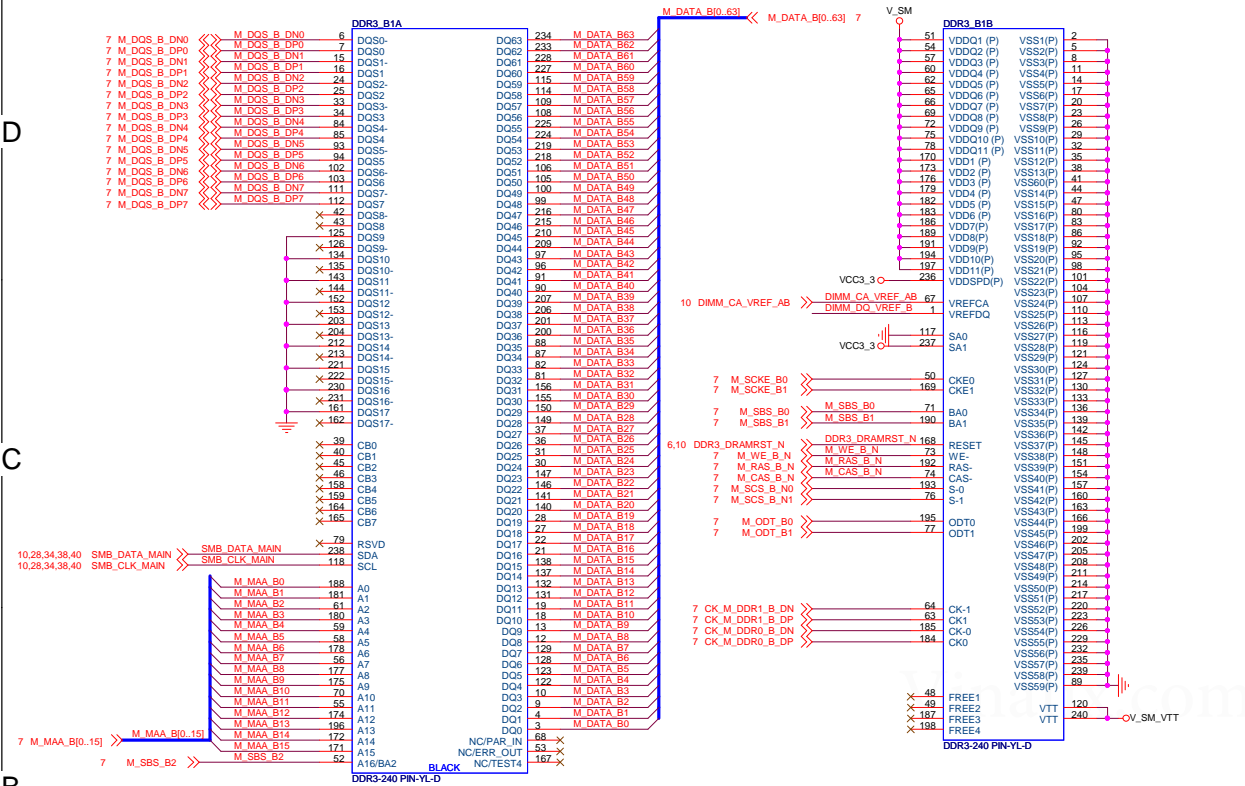 D
C
B
DDR3_B1A
7 M_DQS_B_DN0 M_DQS_B_DN0 6 DQS0-
7 M_DQS_B_DP0 M_DQS_B_DP0 7 DQS0
7 M_DQS_B_DN1 M_DQS_B_DN1 15 DQS1-
7 M_DQS_B_DP1 M_DQS_B_DP1 16 DQS1
7 M_DQS_B_DN2 M_DQS_B_DN2 24 DQS2-
7 M_DQS_B_DP2 M_DQS_B_DP2 25 DQS2
7 M_DQS_B_DN3 M_DQS_B_DN3 33 DQS3-
7 M_DQS_B_DP3 M_DQS_B_DP3 34 DQS3
7 M_DQS_B_DN4 M_DQS_B_DN4 84 DQS4-
7 M_DQS_B_DP4 M_DQS_B_DP4 85 DQS4
7 M_DQS_B_DN5 M_DQS_B_DN5 93 DQS5-
7 M_DQS_B_DP5 M_DQS_B_DP5 94 DQS5
7 M_DQS_B_DN6 M_DQS_B_DN6 102 DQS6-
7 M_DQS_B_DP6 M_DQS_B_DP6 103 DQS6
7 M_DQS_B_DN7 M_DQS_B_DN7 111 DQS7-
7 M_DQS_B_DP7 M_DQS_B_DP7 112 DQS7
42 DQS8-
43 DQS8
125 DQS9
126 DQS9-
134 DQS10
135 DQS10-
143 DQS11
144 DQS11-
152 DQS12
153 DQS12-
203 DQS13
204 DQS13-
212 DQS14
213 DQS14-
221 DQS15
222 DQS15-
230 DQS16
231 DQS16-
161 DQS17
162 DQS17-
39 CB0
40 CB1
45 CB2
46 CB3
158 CB4
159 CB5
164 CB6
165 CB7
79 RSVD
10,28,34,38,40 SMB_DATA_MAIN SMB_DATA_MAIN 238 SDA
10,28,34,38,40 SMB_CLK_MAIN SMB_CLK_MAIN 118 SCL
M_MAA_B0 188 A0
M_MAA_B1 181 A1
M_MAA_B2 61 A2
M_MAA_B3 180 A3
M_MAA_B4 59 A4
M_MAA_B5 58 A5
M_MAA_B6 178 A6
M_MAA_B7 56 A7
M_MAA_B8 177 A8
M_MAA_B9 175 A9
M_MAA_B10 70 A10
M_MAA_B11 55 A11
M_MAA_B12 174 A12
M_MAA_B13 196 A13
M_MAA_B14 172 A14
7 M_MAA_B[0..15] M_MAA_B[0..15] M_MAA_B15 171 A15
7 M_SBS_B2 M_SBS_B2 52 A16/BA2
M_DATA_B[0..63] M_DATA_B[0..63] 7
DQ63 234 M_DATA_B63
DQ62 233 M_DATA_B62
DQ61 228 M_DATA_B61
DQ60 227 M_DATA_B60
DQ59 115 M_DATA_B59
DQ58 114 M_DATA_B58
DQ57 109 M_DATA_B57
DQ56 108 M_DATA_B56
DQ55 225 M_DATA_B55
DQ54 224 M_DATA_B54
DQ53 219 M_DATA_B53
DQ52 218 M_DATA_B52
DQ51 106 M_DATA_B51
DQ50 105 M_DATA_B50
DQ49 100 M_DATA_B49
DQ48 99 M_DATA_B48
DQ47 216 M_DATA_B47
DQ46 215 M_DATA_B46
DQ45 210 M_DATA_B45
DQ44 209 M_DATA_B44
DQ43 97 M_DATA_B43
DQ42 96 M_DATA_B42
DQ41 91 M_DATA_B41
DQ40 90 M_DATA_B40
DQ39 207 M_DATA_B39
DQ38 206 M_DATA_B38
DQ37 201 M_DATA_B37
DQ36 200 M_DATA_B36
DQ35 88 M_DATA_B35
DQ34 87 M_DATA_B34
DQ33 82 M_DATA_B33
DQ32 81 M_DATA_B32
DQ31 156 M_DATA_B31
DQ30 155 M_DATA_B30
DQ29 150 M_DATA_B29
DQ28 149 M_DATA_B28
DQ27 37 M_DATA_B27
DQ26 36 M_DATA_B26
DQ25 31 M_DATA_B25
DQ24 30 M_DATA_B24
DQ23 147 M_DATA_B23
DQ22 146 M_DATA_B22
DQ21 141 M_DATA_B21
DQ20 140 M_DATA_B20
DQ19 28 M_DATA_B19
DQ18 27 M_DATA_B18
DQ17 22 M_DATA_B17
DQ16 21 M_DATA_B16
DQ15 138 M_DATA_B15
DQ14 137 M_DATA_B14
DQ13 132 M_DATA_B13
DQ12 131 M_DATA_B12
DQ11 19 M_DATA_B11
DQ10 18 M_DATA_B10
DQ9 13 M_DATA_B9
DQ8 12 M_DATA_B8
DQ7 129 M_DATA_B7
DQ6 128 M_DATA_B6
DQ5 123 M_DATA_B5
DQ4 122 M_DATA_B4
DQ3 10 M_DATA_B3
DQ2 9 M_DATA_B2
DQ1 4 M_DATA_B1
DQ0 3 M_DATA_B0
NC/PAR_IN 68
NC/ERR_OUT 53
NC/TEST4 167
BLACK
DDR3-240 PIN-YL-D
V_SM
DDR3_B1B
51 VDDQ1 (P)
54 VDDQ2 (P)
57 VDDQ3 (P)
60 VDDQ4 (P)
62 VDDQ5 (P)
65 VDDQ6 (P)
66 VDDQ7 (P)
69 VDDQ8 (P)
72 VDDQ9 (P)
75 VDDQ10 (P)
78 VDDQ11 (P)
170 VDD1 (P)
173 VDD2 (P)
176 VDD3 (P)
179 VDD4 (P)
182 VDD5 (P)
183 VDD6 (P)
186 VDD7(P)
189 VDD8(P)
191 VDD9(P)
194 VDD10(P)
197 VDD11(P)
VCC3_3 236 VDDSPD(P)
10 DIMM_CA_VREF_AB DIMM_CA_VREF_AB 67 VREFCA
DIMM_DQ_VREF_B 1 VREFDQ
117 SA0
VCC3_3 237 SA1
7 M_SCKE_B0 50 CKE0
7 M_SCKE_B1 169 CKE1
7 M_SBS_B0 M_SBS_B0 71 BA0
7 M_SBS_B1 M_SBS_B1 190 BA1
6,10 DDR3_DRAMRST_N DDR3_DRAMRST_N 168 RESET
7 M_WE_B_N M_WE_B_N 73 WE-
7 M_RAS_B_N M_RAS_B_N 192 RAS-
7 M_CAS_B_N M_CAS_B_N 74 CAS-
7 M_SCS_B_N0 193 S-0
7 M_SCS_B_N1 76 S-1
7 M_ODT_B0 195 ODT0
7 M_ODT_B1 77 ODT1
7 CK_M_DDR1_B_DN 64 CK-1
7 CK_M_DDR1_B_DP 63 CK1
7 CK_M_DDR0_B_DN 185 CK-0
7 CK_M_DDR0_B_DP 184 CK0
48 FREE1
49 FREE2
187 FREE3
198 FREE4
VSS1(P) 2
VSS2(P) 5
VSS3(P) 8
VSS4(P) 11
VSS5(P) 14
VSS6(P) 17
VSS7(P) 20
VSS8(P) 23
VSS9(P) 26
VSS10(P) 29
VSS11(P) 32
VSS12(P) 35
VSS13(P) 38
VSS60(P) 41
VSS14(P) 44
VSS15(P) 47
VSS16(P) 80
VSS17(P) 83
VSS18(P) 86
VSS19(P) 92
VSS20(P) 95
VSS21(P) 98
VSS22(P) 101
VSS23(P) 104
VSS24(P) 107
VSS25(P) 110
VSS26(P) 113
VSS27(P) 116
VSS28(P) 119
VSS29(P) 121
VSS30(P) 124
VSS31(P) 127
VSS32(P) 130
VSS33(P) 133
VSS34(P) 136
VSS35(P) 139
VSS36(P) 142
VSS37(P) 145
VSS38(P) 148
VSS39(P) 151
VSS40(P) 154
VSS41(P) 157
VSS42(P) 160
VSS43(P) 163
VSS44(P) 166
VSS45(P) 199
VSS46(P) 202
VSS47(P) 205
VSS48(P) 208
VSS49(P) 211
VSS50(P) 214
VSS51(P) 217
VSS52(P) 220
VSS53(P) 223
VSS54(P) 226
VSS55(P) 229
VSS56(P) 232
VSS57(P) 235
VSS58(P) 239
VSS59(P) 89
VTT 120
VTT 240 V_SM_VTT
DDR3-240 PIN-YL-D